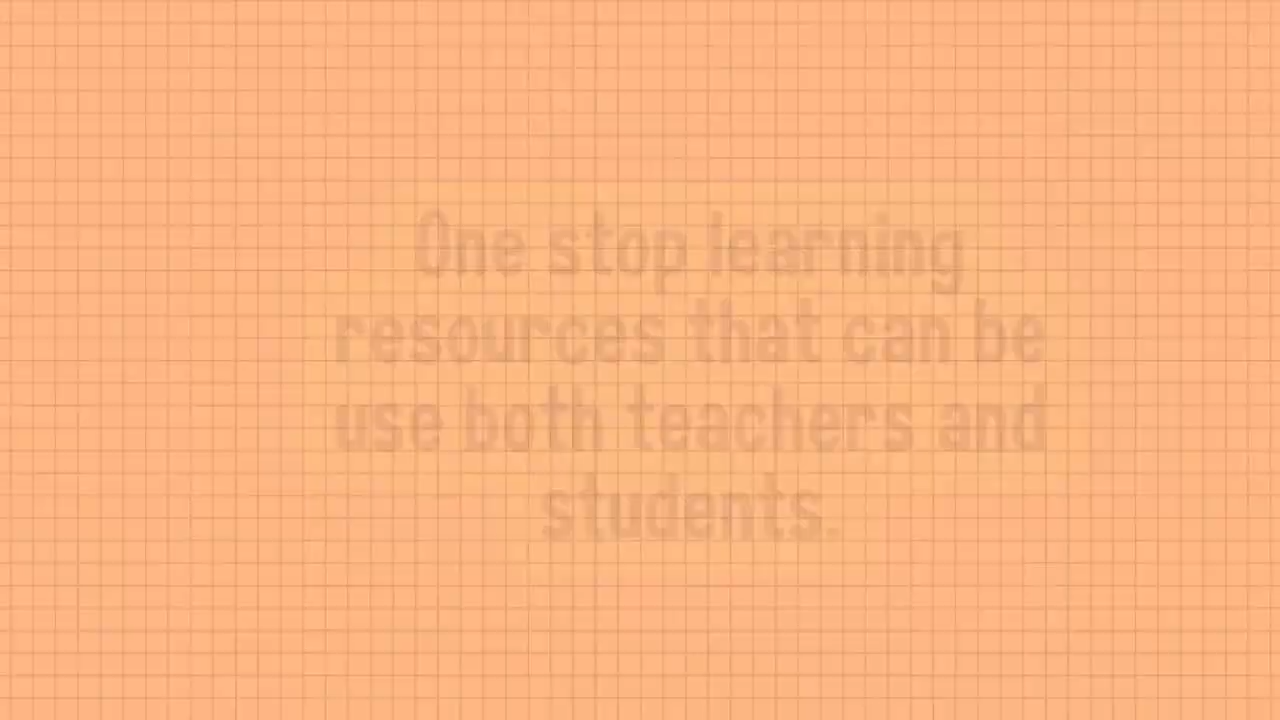 One stop learning
resources that can be
use both teachers and
students.